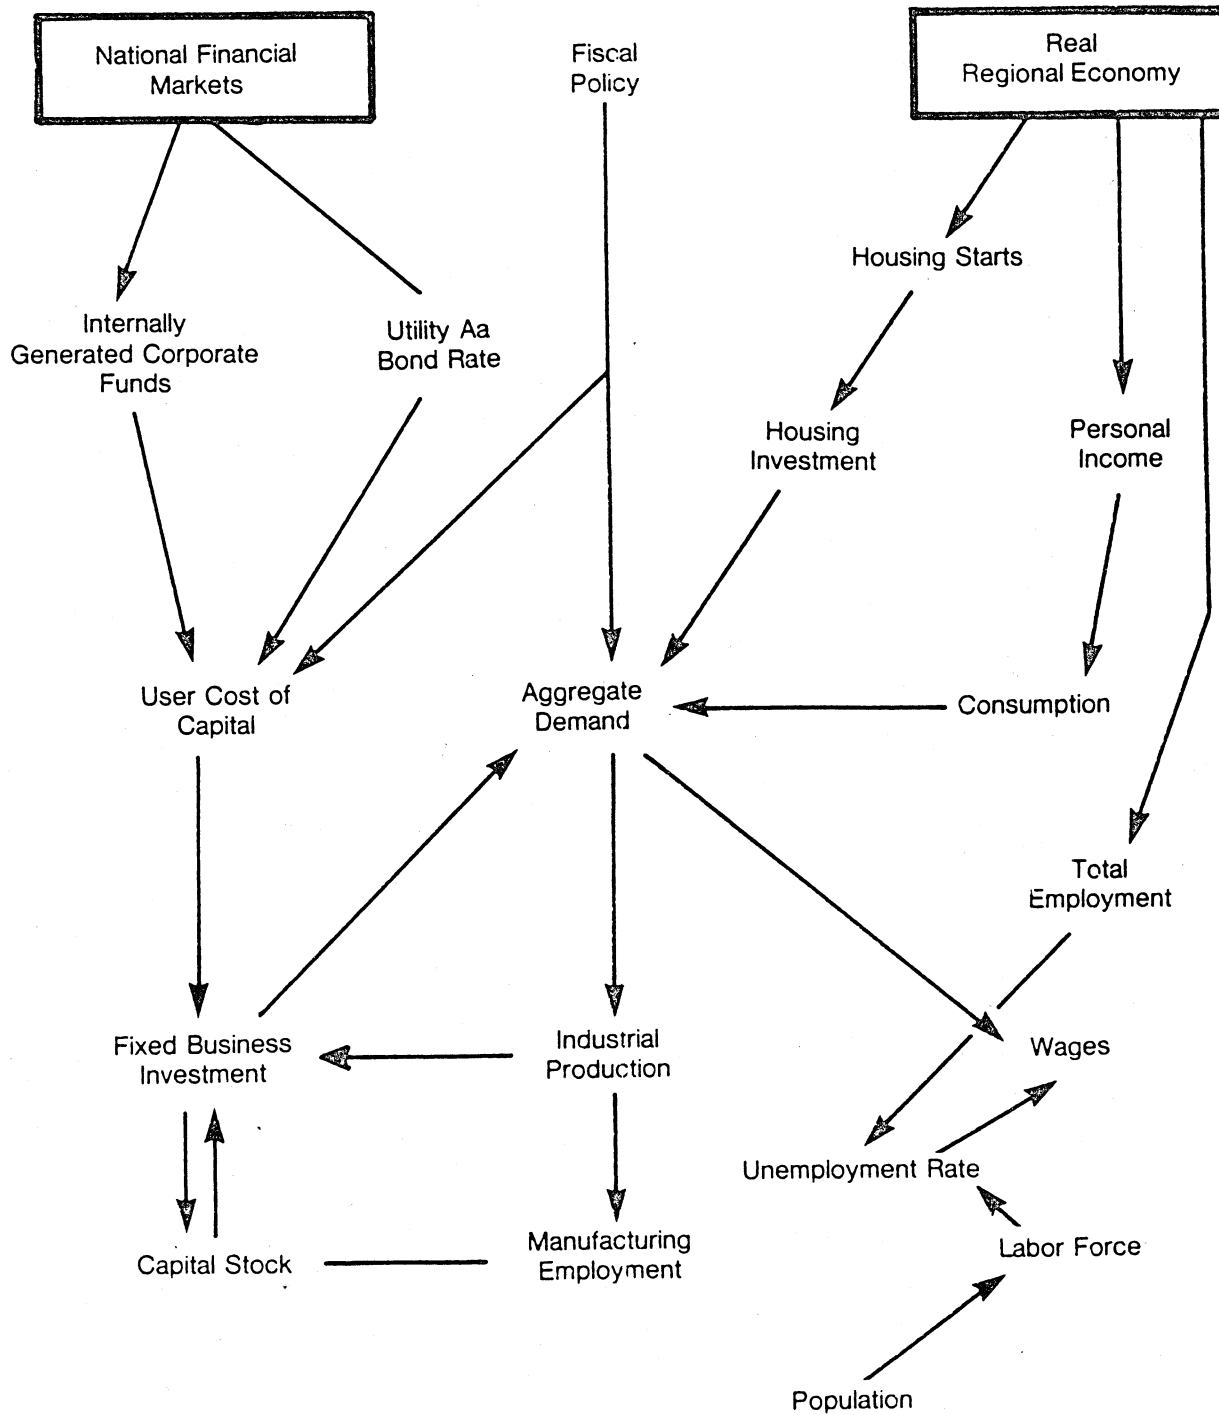 National Financial
Markets
Fiscal
Policy
Real
Regional Economy
Housing Starts
Internally
Generated Corporate
Funds
Utility Aa
Bond Rate
Housing
Investment
Personal
Income
User Cost of
Capital
Aggregate
Demand
Consumption
Total
Employment
Fixed Business
Investment
Industrial
Production
Wages
Unemployment Rate
Capital Stock
Manufacturing
Employment
Labor Force
Population